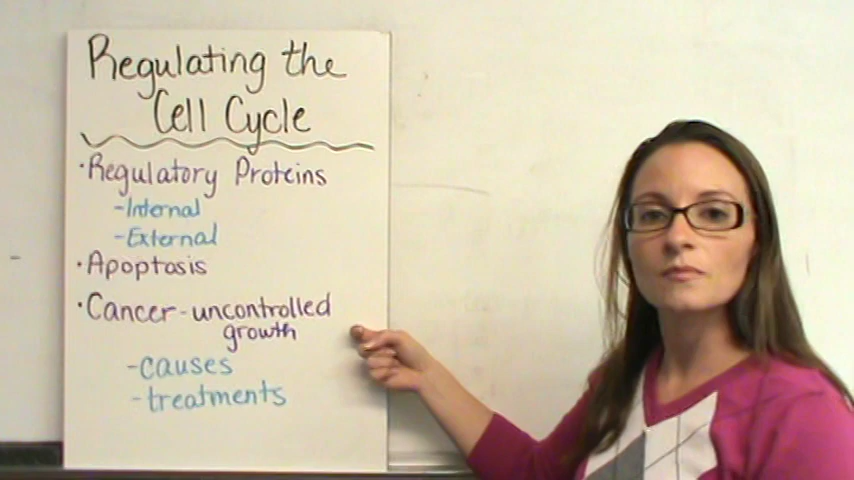 Regulating the
Cell Cycle
·Regulatory Proteins
-Internal
-External
·Apoptosis
·Cancer-uncontrolled
growth
-causes
-treatments